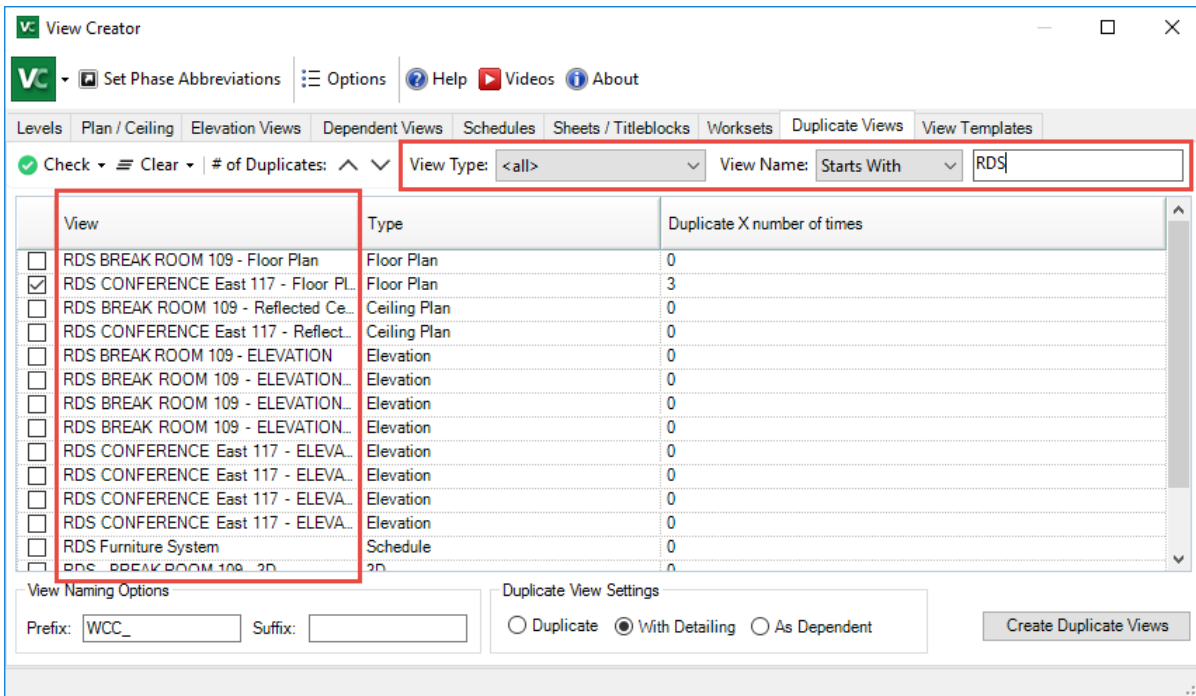 VC View Creator
VC Set Phase Abbreviations Options Help Videos About
Levels Plan / Ceiling Elevation Views Dependent Views Schedules Sheets / Titleblocks Worksets Duplicate Views View Templates
Check Clear # of Duplicates: View Type: <all> View Name: Starts With RDS
View Type Duplicate X number of times
RDS BREAK ROOM 109 - Floor Plan Floor Plan 0
RDS CONFERENCE East 117 - Floor Pl... Floor Plan 3
RDS BREAK ROOM 109 - Reflected Ce... Ceiling Plan 0
RDS CONFERENCE East 117 - Reflect... Ceiling Plan 0
RDS BREAK ROOM 109 - ELEVATION Elevation 0
RDS BREAK ROOM 109 - ELEVATION... Elevation 0
RDS BREAK ROOM 109 - ELEVATION... Elevation 0
RDS BREAK ROOM 109 - ELEVATION... Elevation 0
RDS CONFERENCE East 117 - ELEVA... Elevation 0
RDS CONFERENCE East 117 - ELEVA... Elevation 0
RDS CONFERENCE East 117 - ELEVA... Elevation 0
RDS CONFERENCE East 117 - ELEVA... Elevation 0
RDS Furniture System Schedule 0
RDS - BREAK ROOM 109 - 3D 3D 0
View Naming Options Duplicate View Settings
Prefix: WCC_ Suffix: Duplicate With Detailing As Dependent Create Duplicate Views